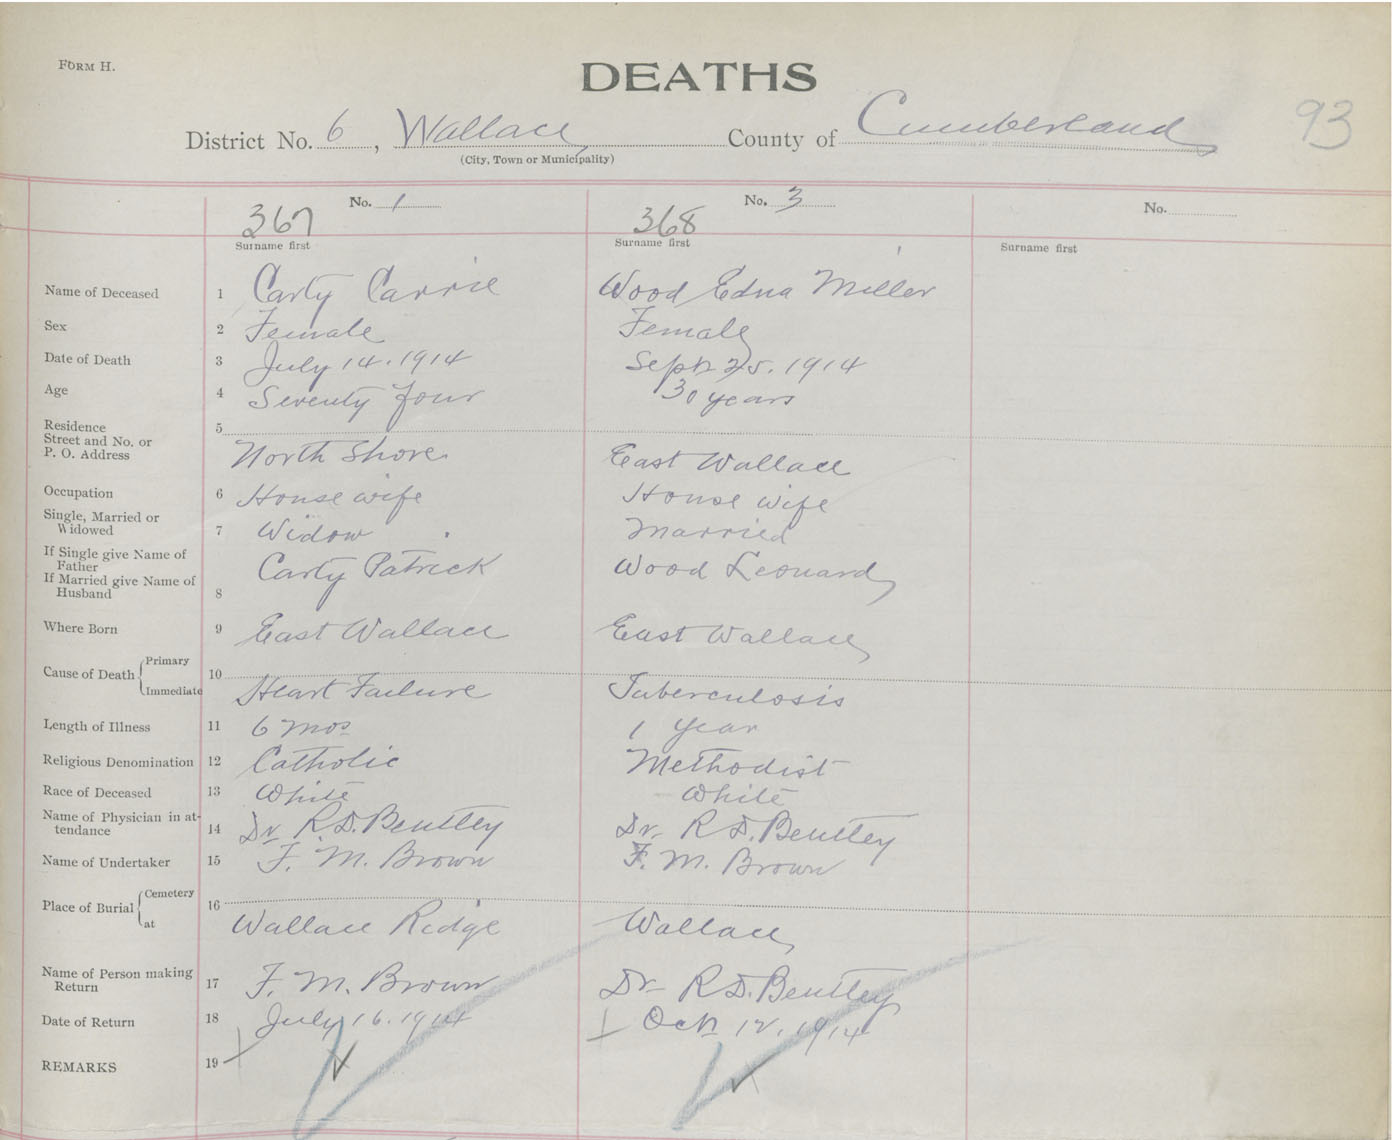 FORM H.
DEATHS
93
District No. 6, Wallace County of Cumberland
(City, Town or Municipality)
No. 1 No. 3 No.
367 368
Surname first Surname first Surname first
Name of Deceased 1 Carty Carrie Wood Edna Miller
Sex 2 Female Female
Date of Death 3 July 14. 1914 Sept 25. 1914
Age 4 Seventy four 30 years
Residence 5
Street and No. or
P. O. Address North Shore East Wallace
Occupation 6 House wife House wife
Single, Married or
Widowed 7 Widow Married
If Single give Name of
Father Carty Patrick Wood Leonard
If Married give Name of
Husband 8
Where Born 9 East Wallace East Wallace
Primary
Cause of Death 10
Immediate Heart Failure Tuberculosis
Length of Illness 11 6 mos 1 year
Religious Denomination 12 Catholic Methodist
Race of Deceased 13 White White
Name of Physician in at-
tendance 14 Dr R D. Bentley Dr R D. Bentley
Name of Undertaker 15 F. M. Brown F. M. Brown
Cemetery
Place of Burial 16
at Wallace Ridge Wallace
Name of Person making
Return 17 F. M. Brown Dr R D. Bentley
Date of Return 18 July 16. 1914 Oct 12. 1914
REMARKS 19